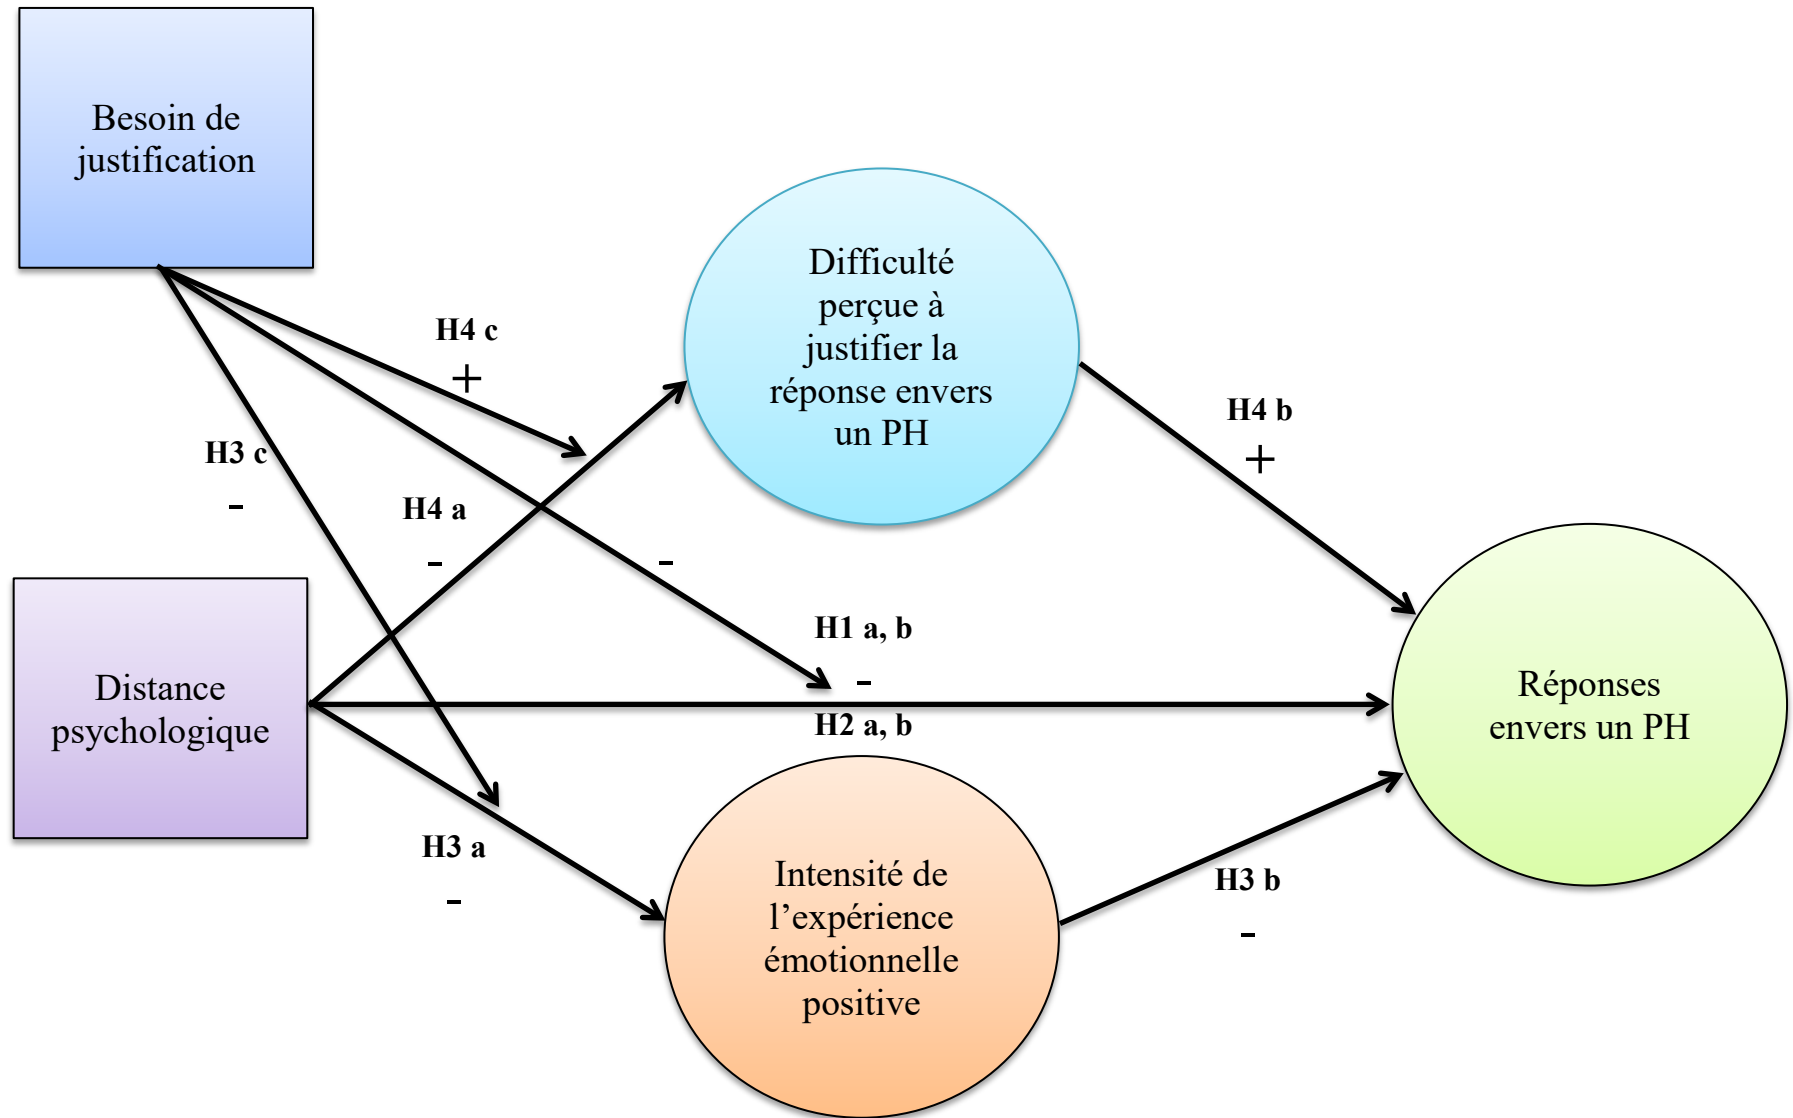 Besoin de
justification
Difficulté
perçue à
justifier la
réponse envers
un PH
H4 c
+
H4 b
+
H3 c
-
H4 a
-
-
H1 a, b
-
H2 a, b
Distance
psychologique
Réponses
envers un PH
H3 a
-
Intensité de
l’expérience
émotionnelle
positive
H3 b
-